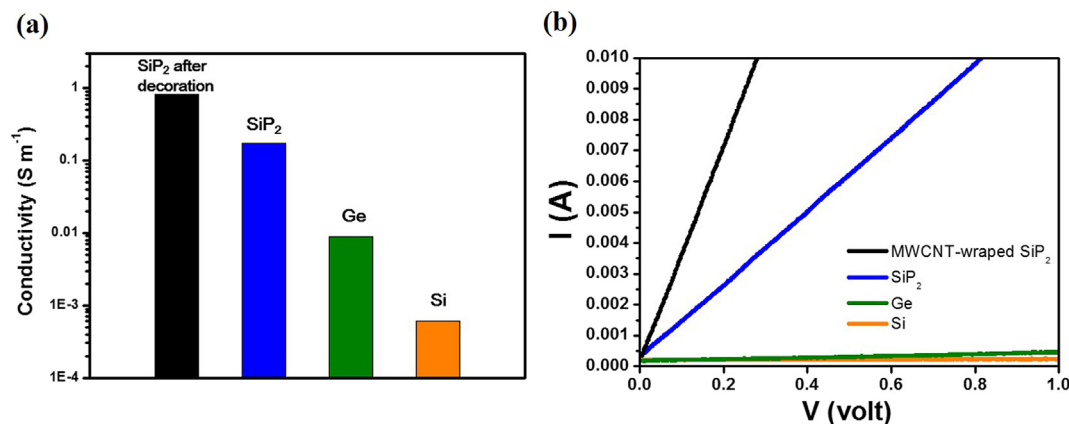 (a)
Conductivity (S m⁻¹)
1
0.1
0.01
1E-3
1E-4
SiP₂ after
decoration
SiP₂
Ge
Si
(b)
I (A)
0.010
0.009
0.008
0.007
0.006
0.005
0.004
0.003
0.002
0.001
0.000
MWCNT-wraped SiP₂
SiP₂
Ge
Si
0.0 0.2 0.4 0.6 0.8 1.0
V (volt)